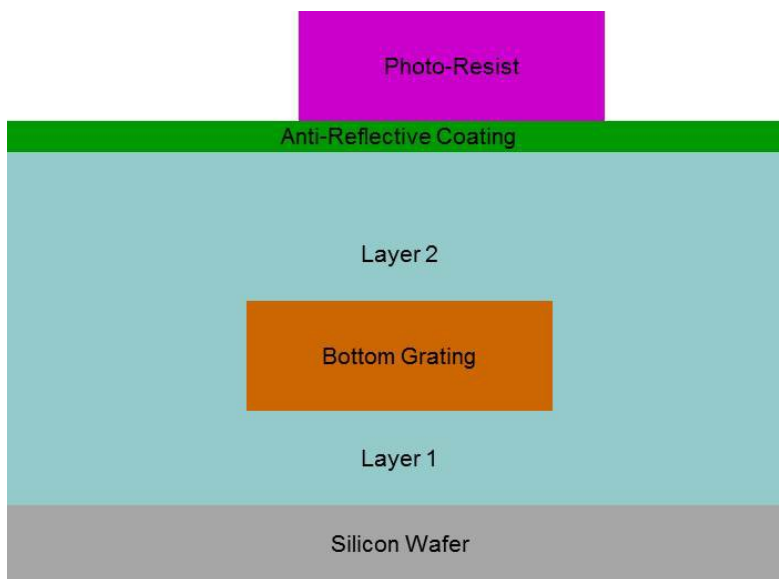 Photo-Resist
Anti-Reflective Coating
Layer 2
Bottom Grating
Layer 1
Silicon Wafer